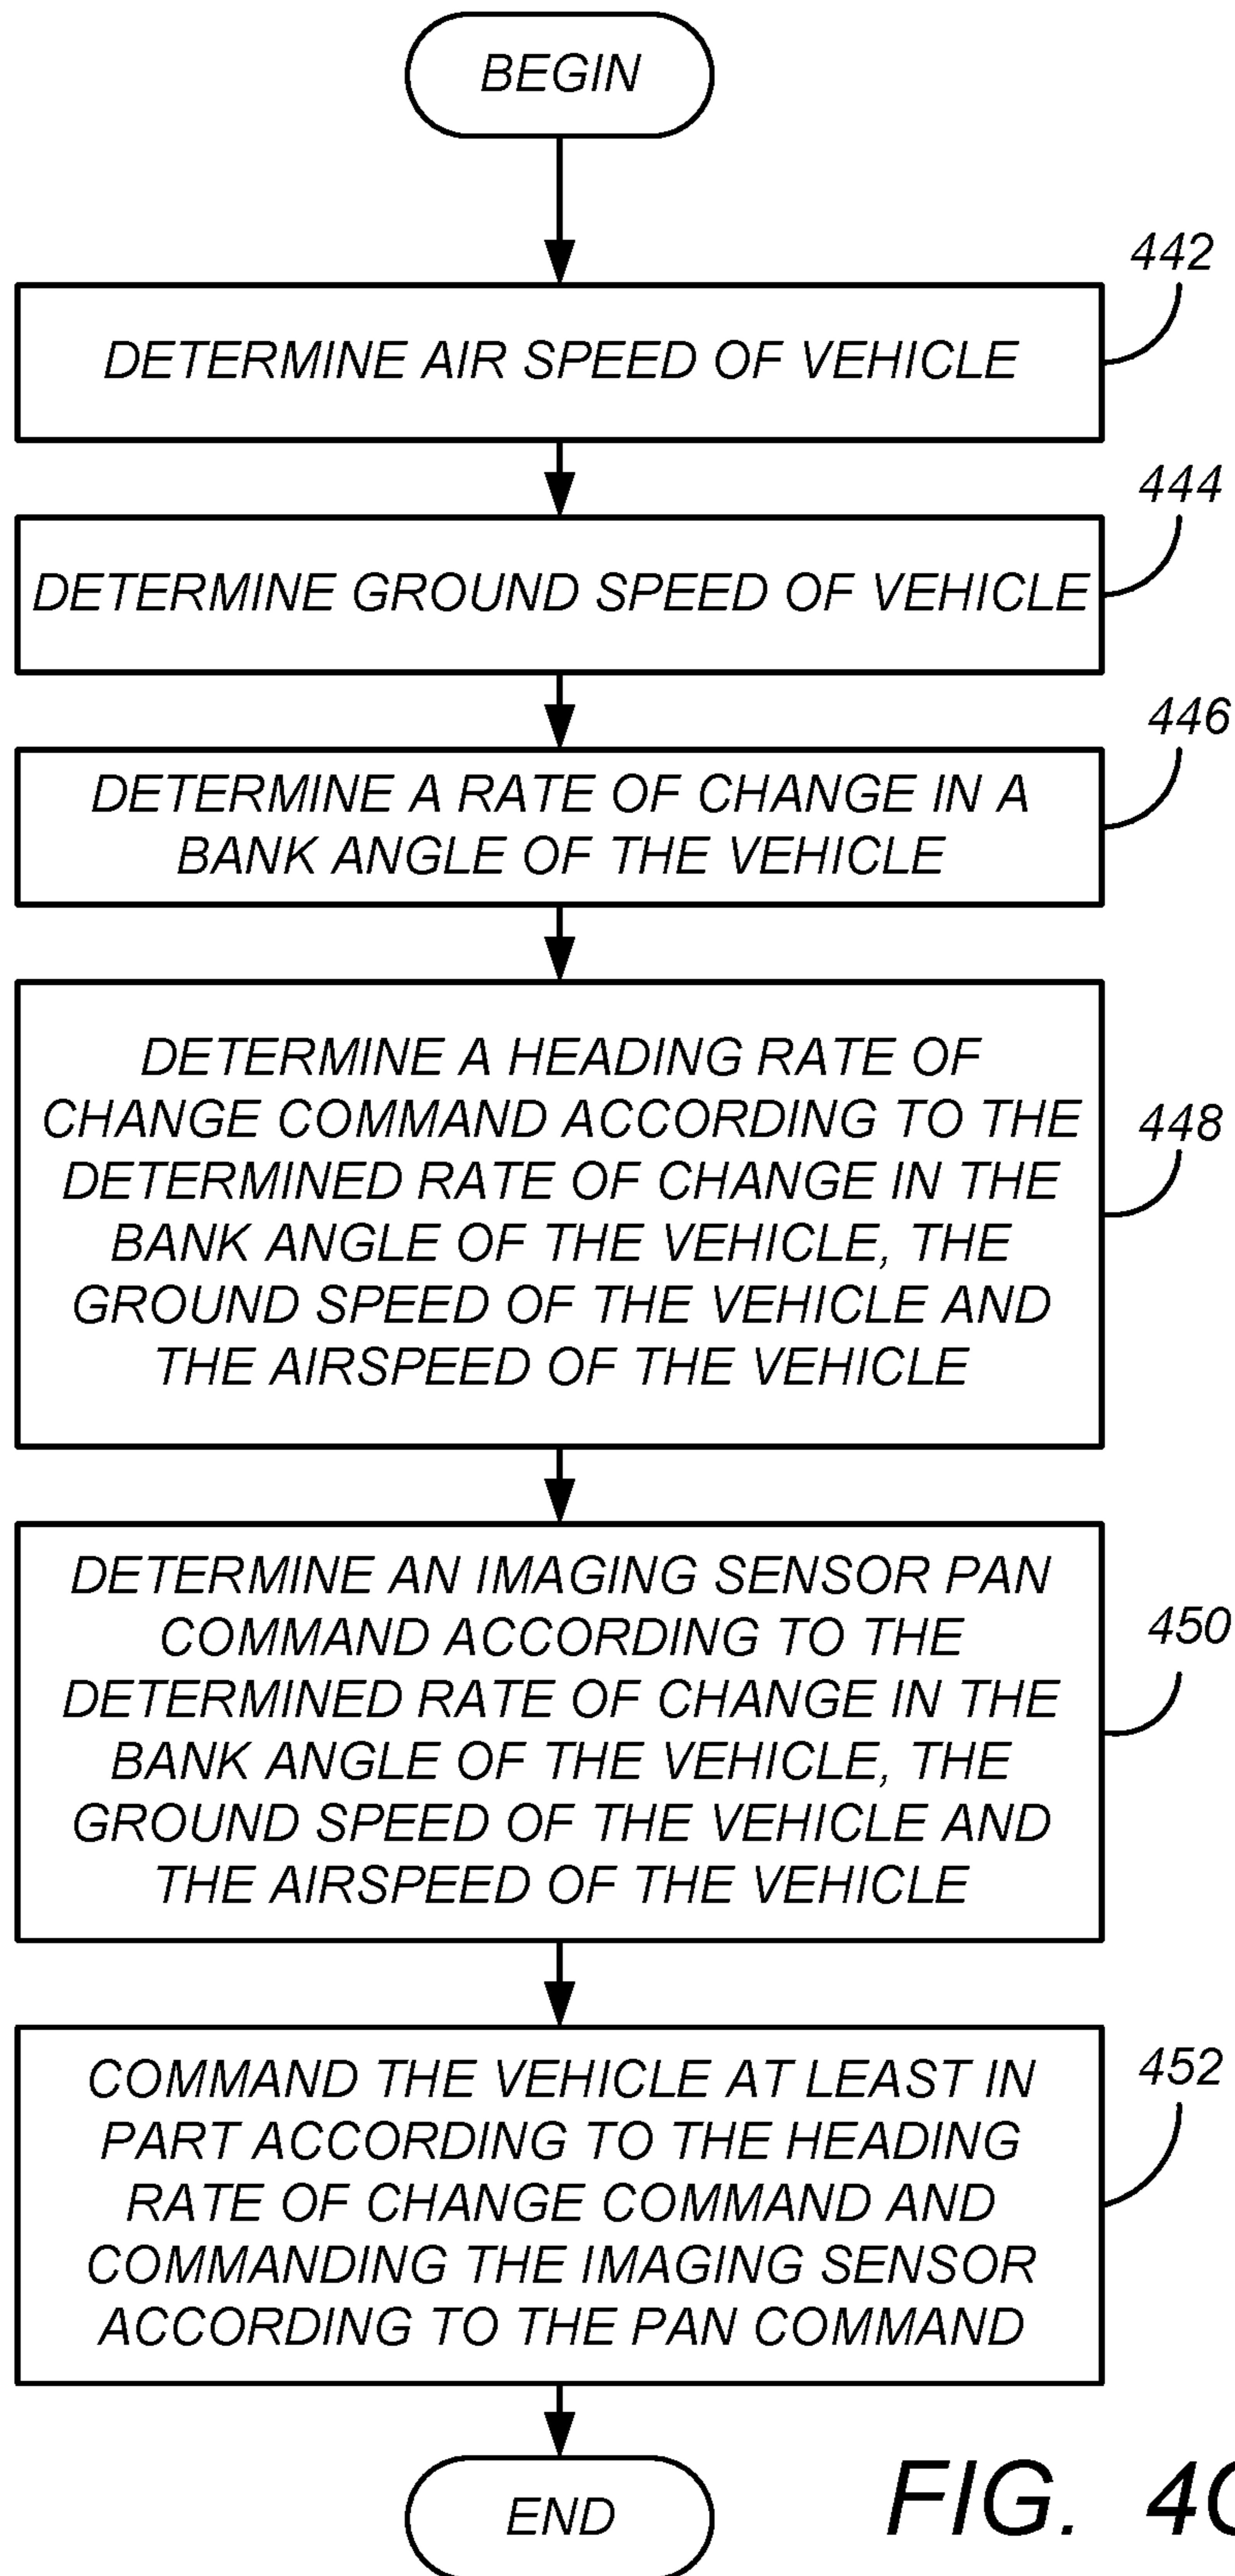 BEGIN
442
DETERMINE AIR SPEED OF VEHICLE
444
DETERMINE GROUND SPEED OF VEHICLE
446
DETERMINE A RATE OF CHANGE IN A
BANK ANGLE OF THE VEHICLE
DETERMINE A HEADING RATE OF
CHANGE COMMAND ACCORDING TO THE
DETERMINED RATE OF CHANGE IN THE
BANK ANGLE OF THE VEHICLE, THE
GROUND SPEED OF THE VEHICLE AND
THE AIRSPEED OF THE VEHICLE
448
DETERMINE AN IMAGING SENSOR PAN
COMMAND ACCORDING TO THE
DETERMINED RATE OF CHANGE IN THE
BANK ANGLE OF THE VEHICLE, THE
GROUND SPEED OF THE VEHICLE AND
THE AIRSPEED OF THE VEHICLE
450
COMMAND THE VEHICLE AT LEAST IN
PART ACCORDING TO THE HEADING
RATE OF CHANGE COMMAND AND
COMMANDING THE IMAGING SENSOR
ACCORDING TO THE PAN COMMAND
452
END
FIG.